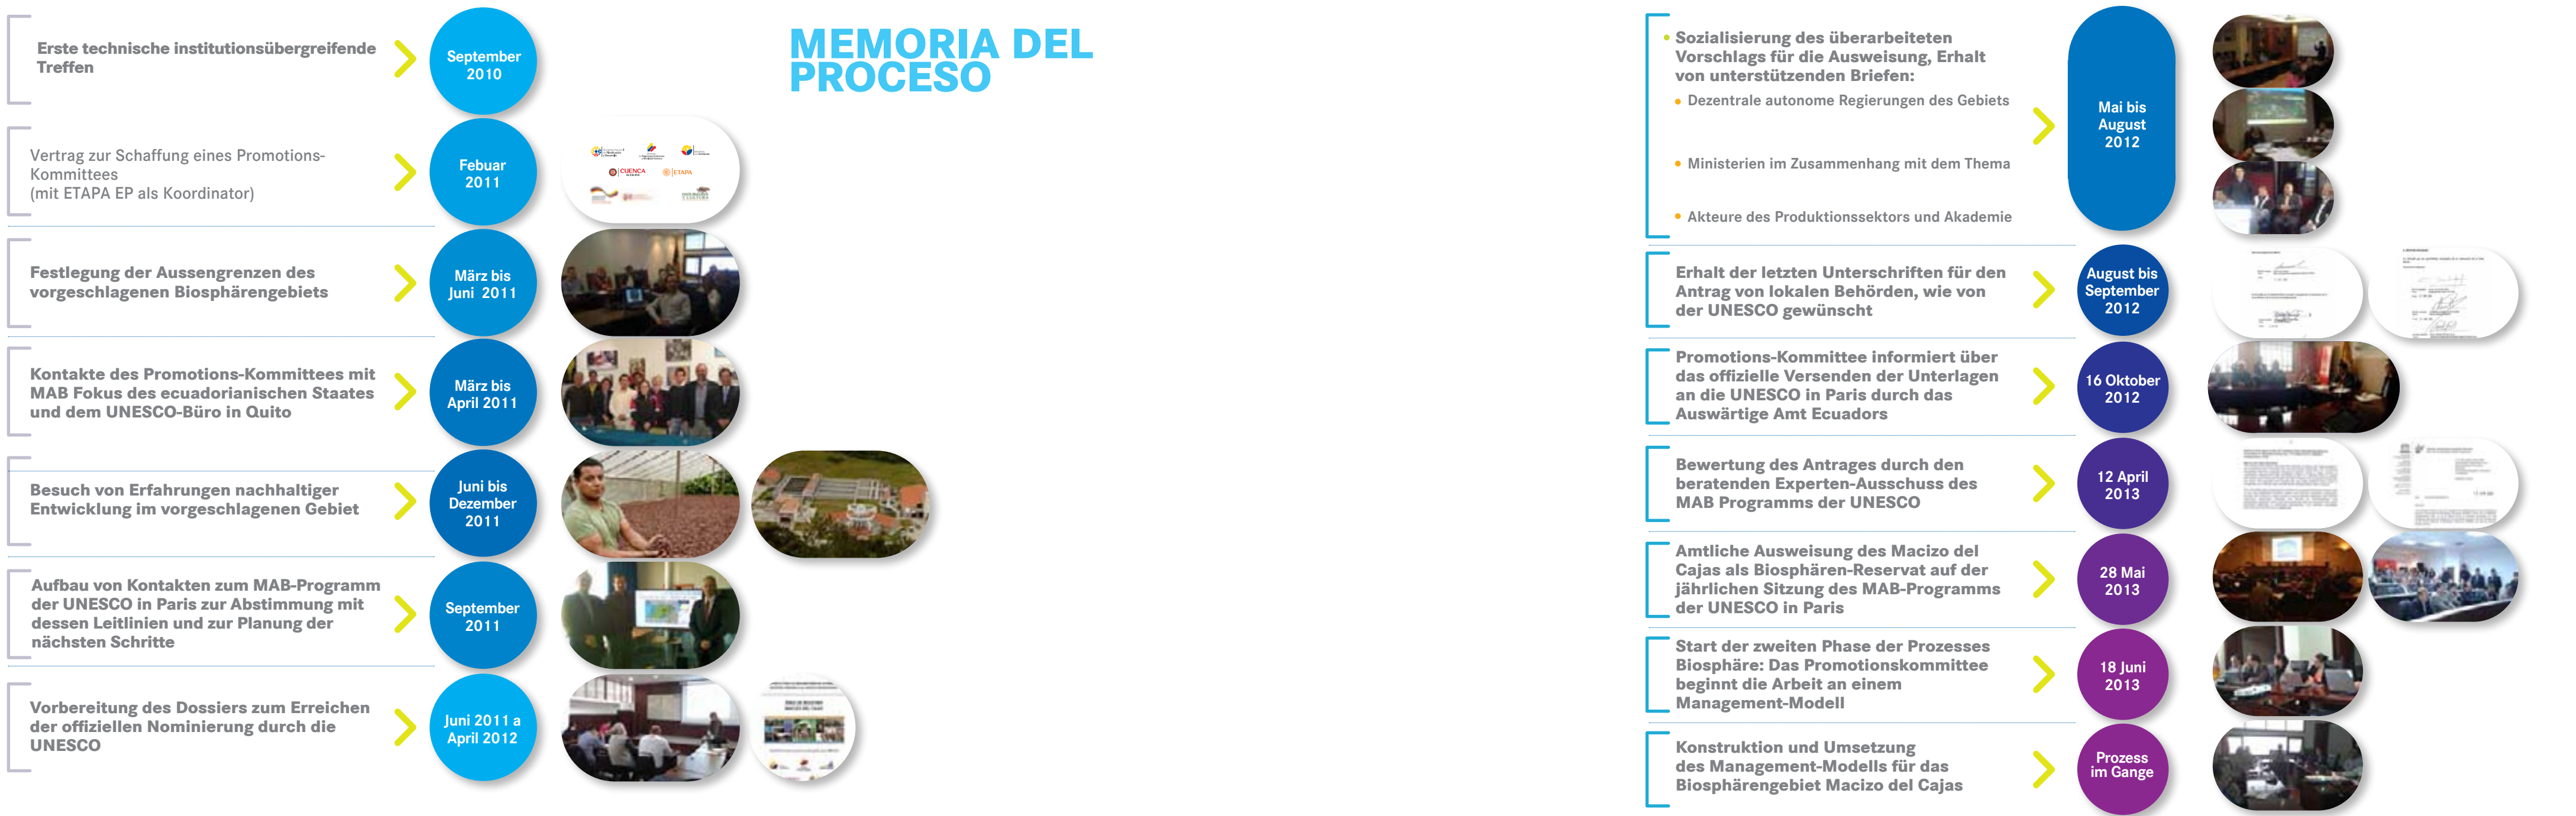 MEMORIA DEL
PROCESO
Erste technische institutionsübergreifende
Treffen
September
2010
Vertrag zur Schaffung eines Promotions-
Kommittees
(mit ETAPA EP als Koordinator)
Febuar
2011
CUENCA
ETAPA
Festlegung der Aussengrenzen des
vorgeschlagenen Biosphärengebiets
März bis
Juni 2011
Kontakte des Promotions-Kommittees mit
MAB Fokus des ecuadorianischen Staates
und dem UNESCO-Büro in Quito
März bis
April 2011
Besuch von Erfahrungen nachhaltiger
Entwicklung im vorgeschlagenen Gebiet
Juni bis
Dezember
2011
Aufbau von Kontakten zum MAB-Programm
der UNESCO in Paris zur Abstimmung mit
dessen Leitlinien und zur Planung der
nächsten Schritte
September
2011
Vorbereitung des Dossiers zum Erreichen
der offiziellen Nominierung durch die
UNESCO
Juni 2011 a
April 2012
Sozialisierung des überarbeiteten
Vorschlags für die Ausweisung, Erhalt
von unterstützenden Briefen:
Dezentrale autonome Regierungen des Gebiets
Ministerien im Zusammenhang mit dem Thema
Akteure des Produktionssektors und Akademie
Mai bis
August
2012
Erhalt der letzten Unterschriften für den
Antrag von lokalen Behörden, wie von
der UNESCO gewünscht
August bis
September
2012
Promotions-Kommittee informiert über
das offizielle Versenden der Unterlagen
an die UNESCO in Paris durch das
Auswärtige Amt Ecuadors
16 Oktober
2012
Bewertung des Antrages durch den
beratenden Experten-Ausschuss des
MAB Programms der UNESCO
12 April
2013
Amtliche Ausweisung des Macizo del
Cajas als Biosphären-Reservat auf der
jährlichen Sitzung des MAB-Programms
der UNESCO in Paris
28 Mai
2013
Start der zweiten Phase der Prozesses
Biosphäre: Das Promotionskommittee
beginnt die Arbeit an einem
Management-Modell
18 Juni
2013
Konstruktion und Umsetzung
des Management-Modells für das
Biosphärengebiet Macizo del Cajas
Prozess
im Gange